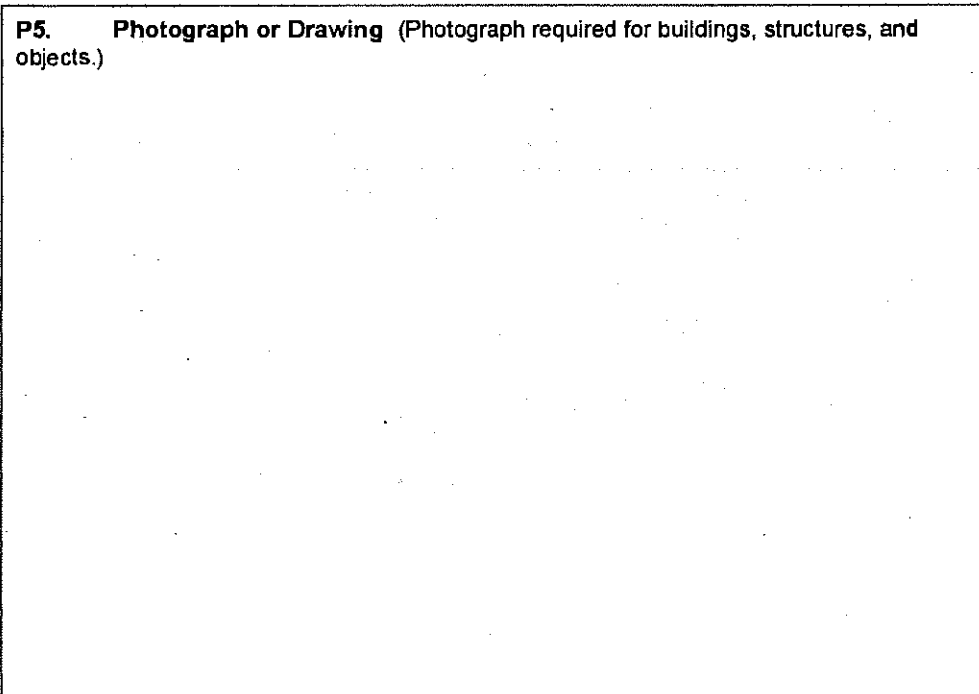 P5. Photograph or Drawing (Photograph required for buildings, structures, and
objects.)